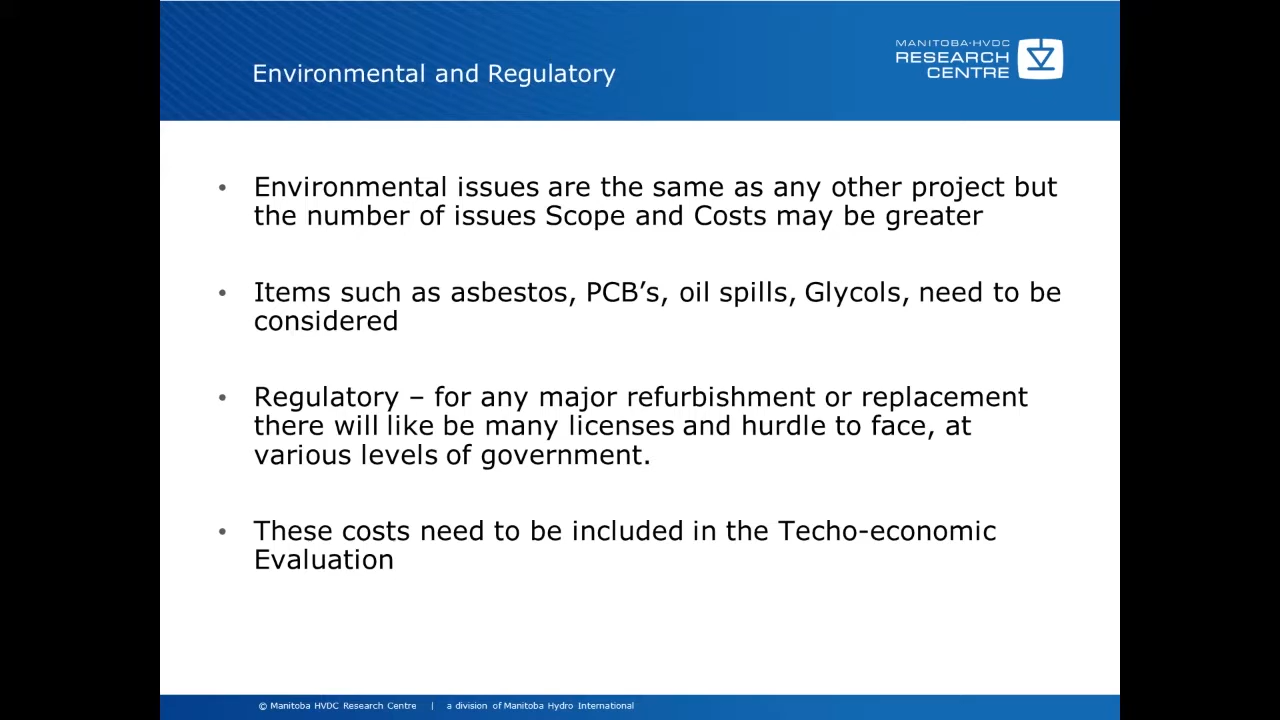 Environmental and Regulatory
MANITOBA·HVDC
RESEARCH
CENTRE
• Environmental issues are the same as any other project but
the number of issues Scope and Costs may be greater
• Items such as asbestos, PCB’s, oil spills, Glycols, need to be
considered
• Regulatory – for any major refurbishment or replacement
there will like be many licenses and hurdle to face, at
various levels of government.
• These costs need to be included in the Techo-economic
Evaluation
© Manitoba HVDC Research Centre | a division of Manitoba Hydro International